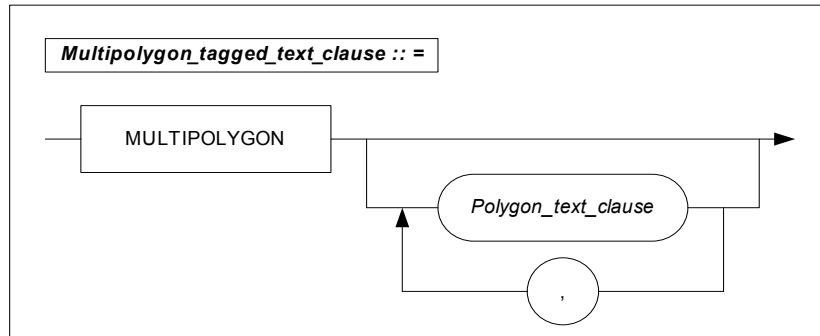 Multipolygon_tagged_text_clause :: =
MULTIPOLYGON
Polygon_text_clause
,